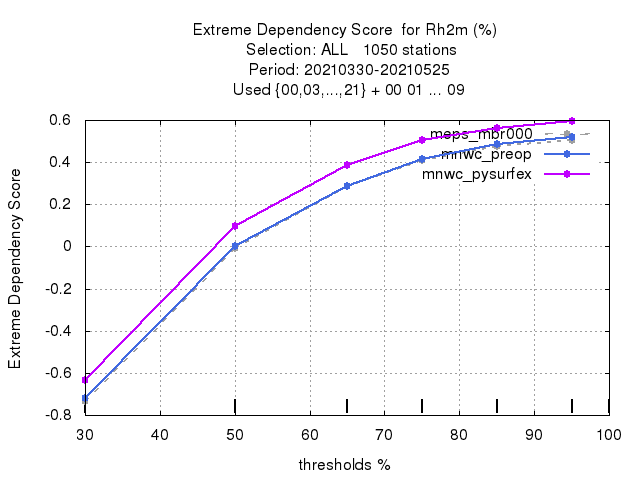 Extreme Dependency Score  for Rh2m (%)
Selection: ALL   1050 stations
Period: 20210330-20210525
Used {00,03,...,21} + 00 01 ... 09
Extreme Dependency Score
0.6
0.4
0.2
0
-0.2
-0.4
-0.6
-0.8
meps_mbr000
mnwc_preop
mnwc_pysurfex
30 40 50 60 70 80 90 100
thresholds %